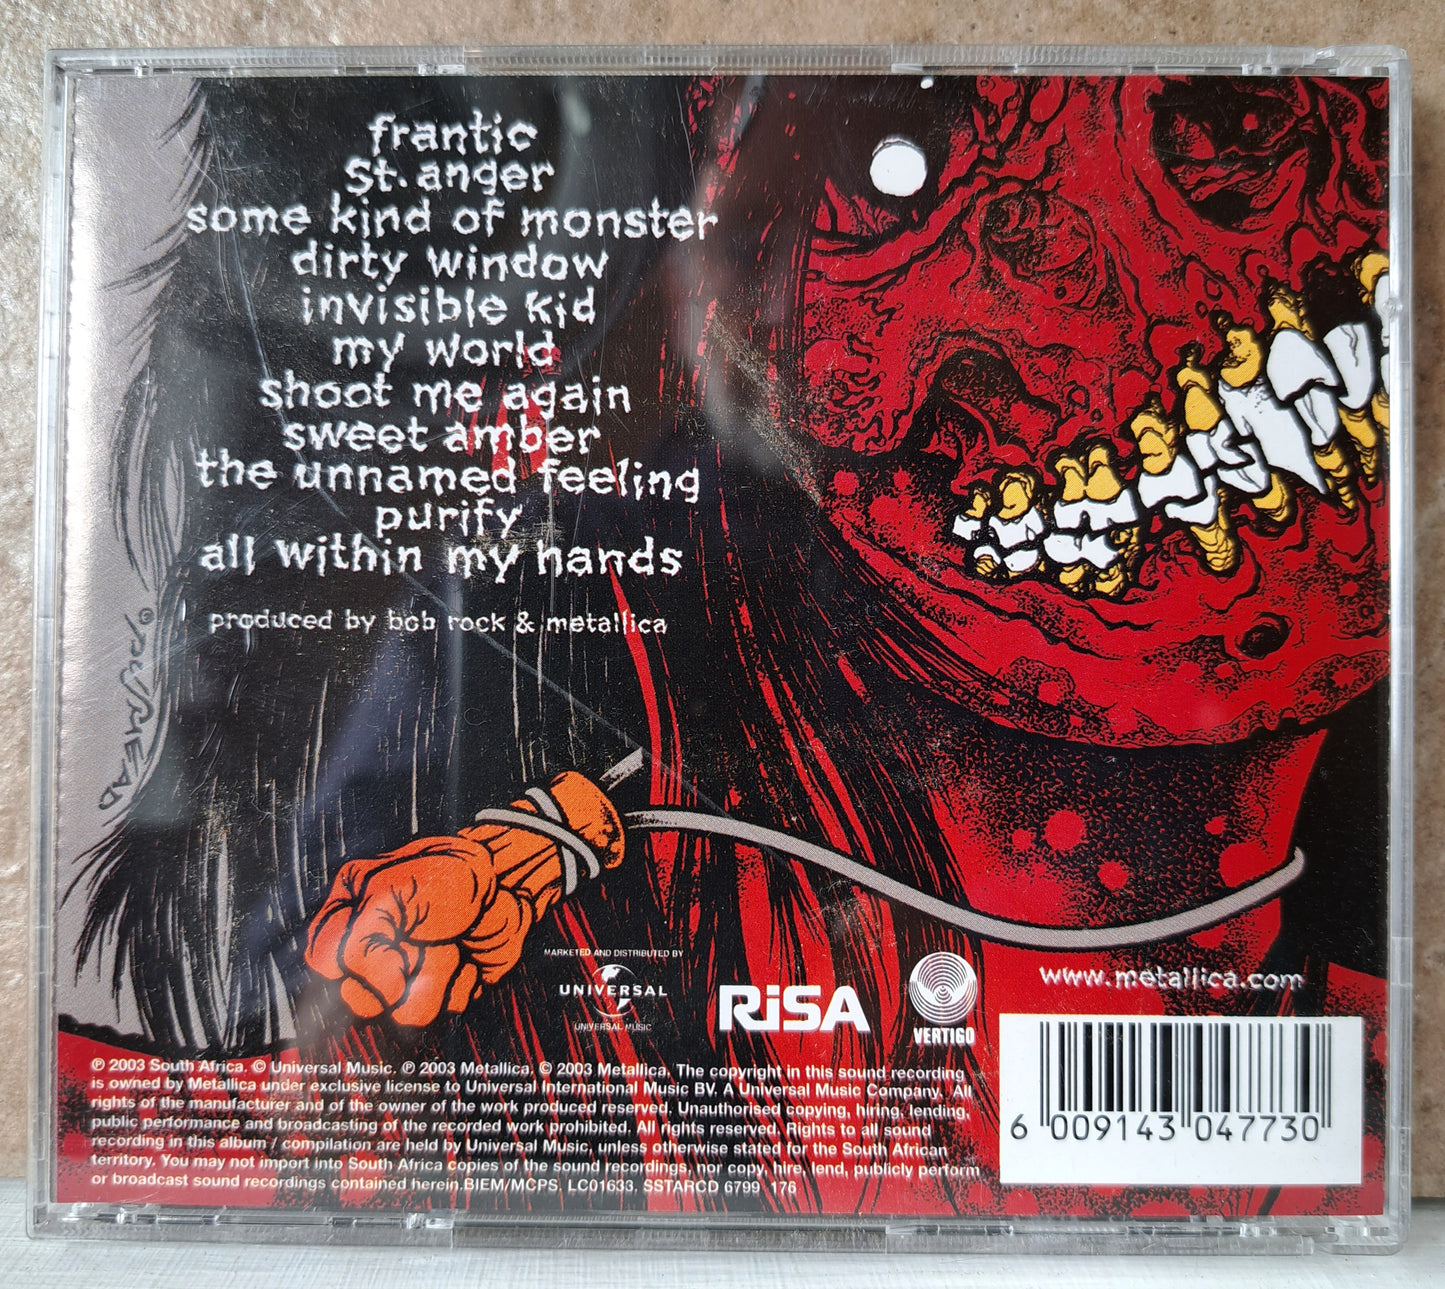 frantic
St. anger
some kind of monster
dirty window
invisible kid
my world
shoot me again
sweet amber
the unnamed feeling
purify
all within my hands
produced by bob rock & metallica
© PUSHEAD
MARKETED AND DISTRIBUTED BY
UNIVERSAL
UNIVERSAL MUSIC
RiSA
VERTIGO
www.metallica.com
℗ 2003 South Africa. © Universal Music. ℗ 2003 Metallica. © 2003 Metallica. The copyright in this sound recording
is owned by Metallica under exclusive license to Universal International Music BV. A Universal Music Company. All
rights of the manufacturer and of the owner of the work produced reserved. Unauthorised copying, hiring, lending,
public performance and broadcasting of the recorded work prohibited. All rights reserved. Rights to all sound
recording in this album / compilation are held by Universal Music, unless otherwise stated for the South African
territory. You may not import into South Africa copies of the sound recordings, nor copy, hire, lend, publicly perform
or broadcast sound recordings contained herein.BIEM/MCPS. LC01633. SSTARCD 6799 176
6 009143 047730